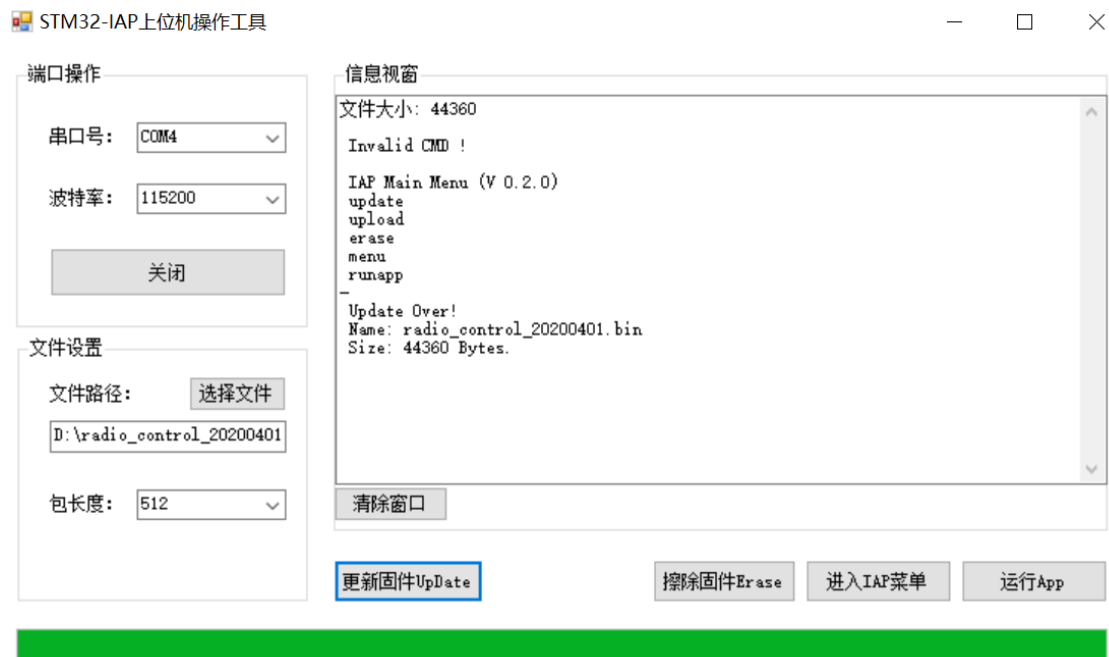 STM32-IAP上位机操作工具
端口操作
串口号： COM4
波特率： 115200
关闭
文件设置
文件路径： 选择文件
D:\radio_control_20200401
包长度： 512
信息视窗
文件大小: 44360
Invalid CMD !
IAP Main Menu (V 0.2.0)
update
upload
erase
menu
runapp
-
Update Over!
Name: radio_control_20200401.bin
Size: 44360 Bytes.
清除窗口
更新固件UpDate 擦除固件Erase 进入IAP菜单 运行App